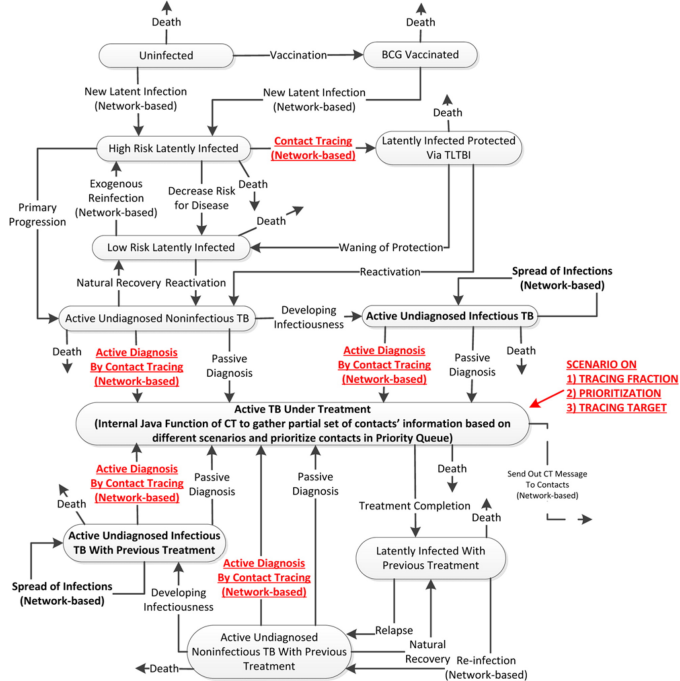 Death
Death
Uninfected
Vaccination
BCG Vaccinated
New Latent Infection
(Network-based)
New Latent Infection
(Network-based)
Death
High Risk Latently Infected
Contact Tracing
(Network-based)
Latently Infected Protected
Via TLTBI
Exogenous
Reinfection
(Network-based)
Decrease Risk
for Disease
Death
Primary
Progression
Death
Low Risk Latently Infected
Waning of Protection
Natural Recovery
Reactivation
Reactivation
Spread of Infections
(Network-based)
Active Undiagnosed Noninfectious TB
Developing
Infectiousness
Active Undiagnosed Infectious TB
Death
Active Diagnosis
By Contact Tracing
(Network-based)
Passive
Diagnosis
Active Diagnosis
By Contact Tracing
(Network-based)
Passive
Diagnosis
Death
SCENARIO ON
1) TRACING FRACTION
2) PRIORITIZATION
3) TRACING TARGET
Active TB Under Treatment
(Internal Java Function of CT to gather partial set of contacts' information based on
different scenarios and prioritize contacts in Priority Queue)
Active Diagnosis
By Contact Tracing
(Network-based)
Passive
Diagnosis
Passive
Diagnosis
Death
Send Out CT Message
To Contacts
(Network-based)
Death
Treatment Completion
Death
Active Undiagnosed Infectious
TB With Previous Treatment
Latently Infected With
Previous Treatment
Active Diagnosis
By Contact Tracing
(Network-based)
Spread of Infections
(Network-based)
Developing
Infectiousness
Relapse
Natural
Recovery
Re-infection
(Network-based)
Active Undiagnosed
Noninfectious TB With Previous
Treatment
Death